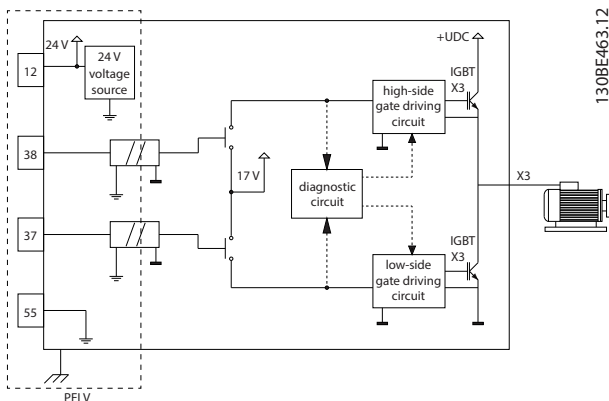 130BE463.12
+UDC
24 V
12
24 V
voltage
source
IGBT
X3
high-side
gate driving
circuit
38
17 V
diagnostic
circuit
X3
37
IGBT
X3
low-side
gate driving
circuit
55
PELV